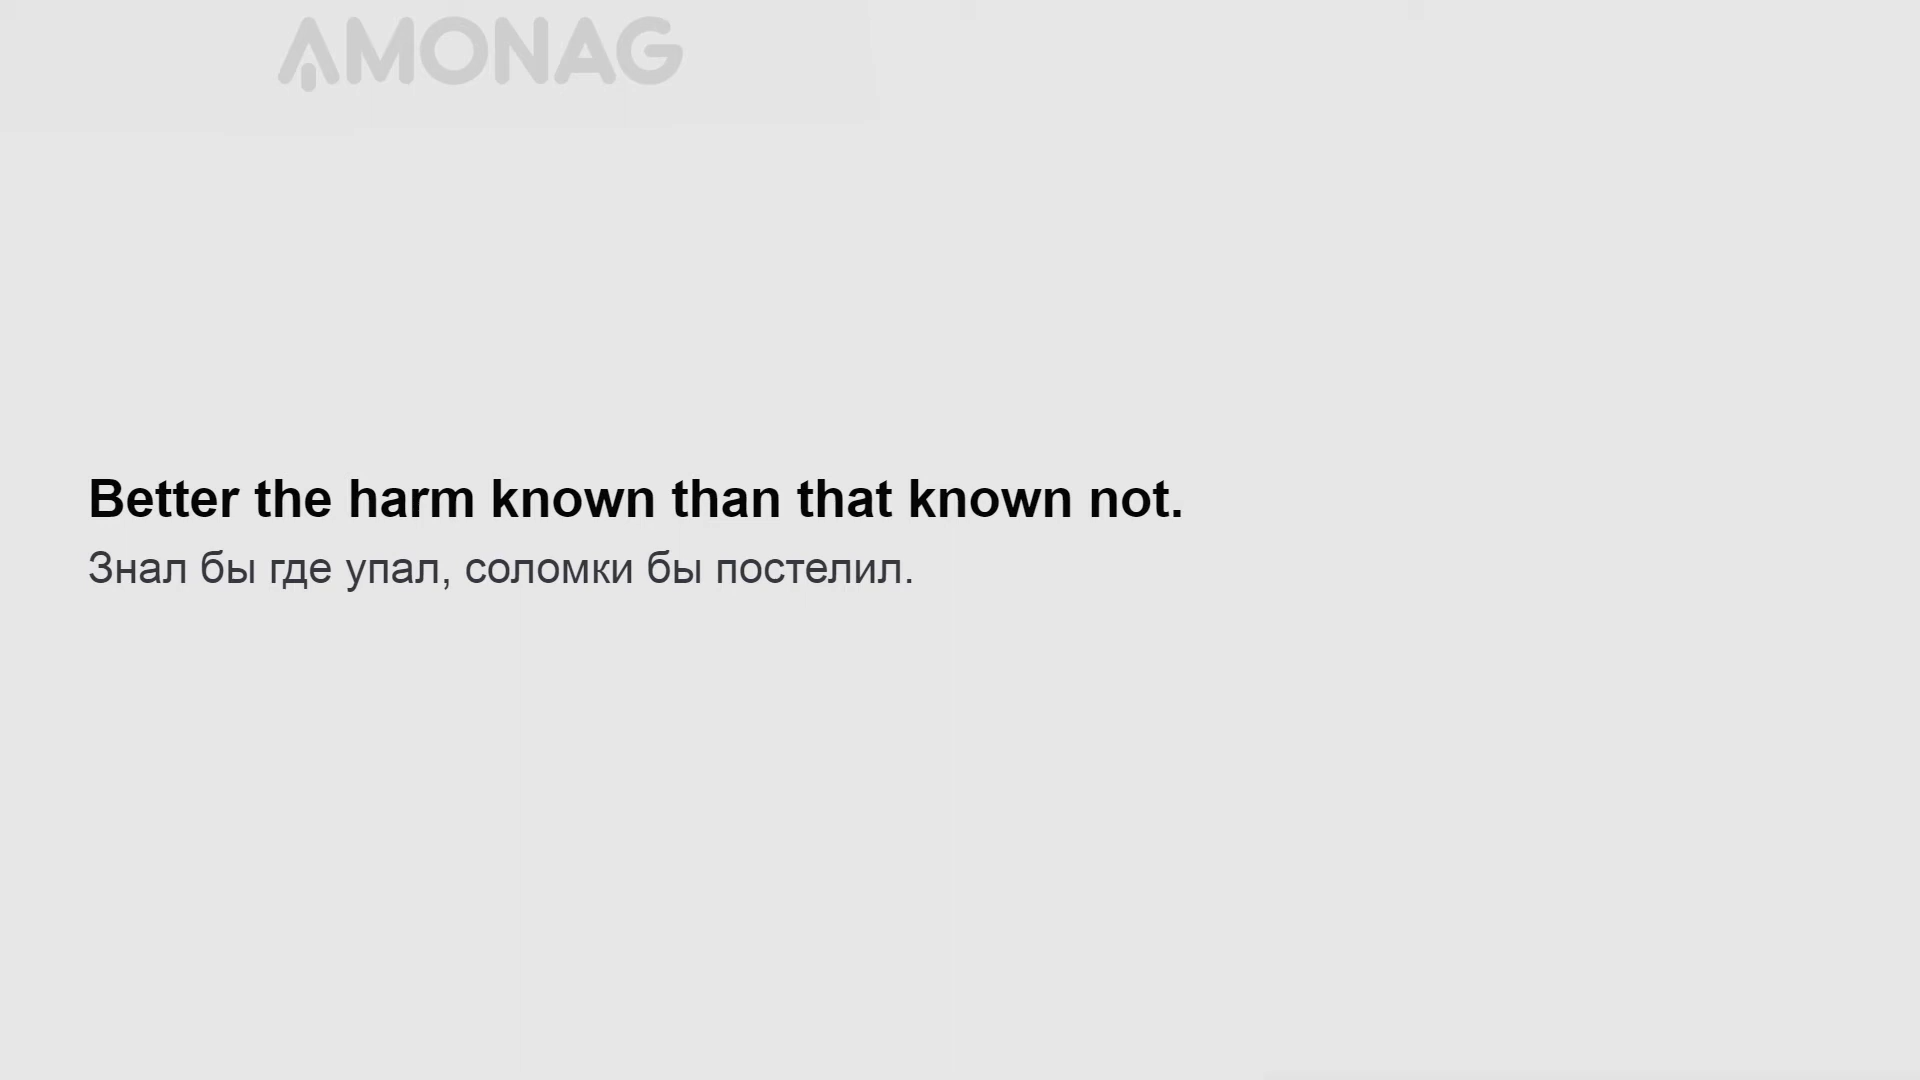 AMONAG
Better the harm known than that known not.
Знал бы где упал, соломки бы постелил.